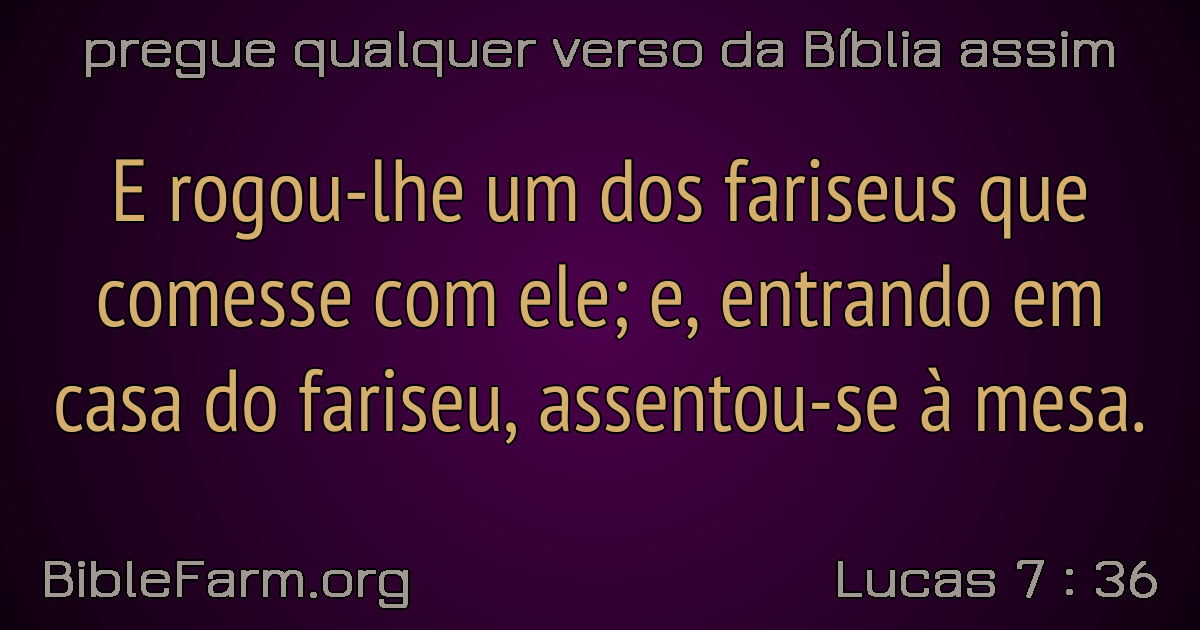 pregue qualquer verso da Bíblia assim
E rogou-lhe um dos fariseus que
comesse com ele; e, entrando em
casa do fariseu, assentou-se à mesa.
BibleFarm.org
Lucas 7 : 36